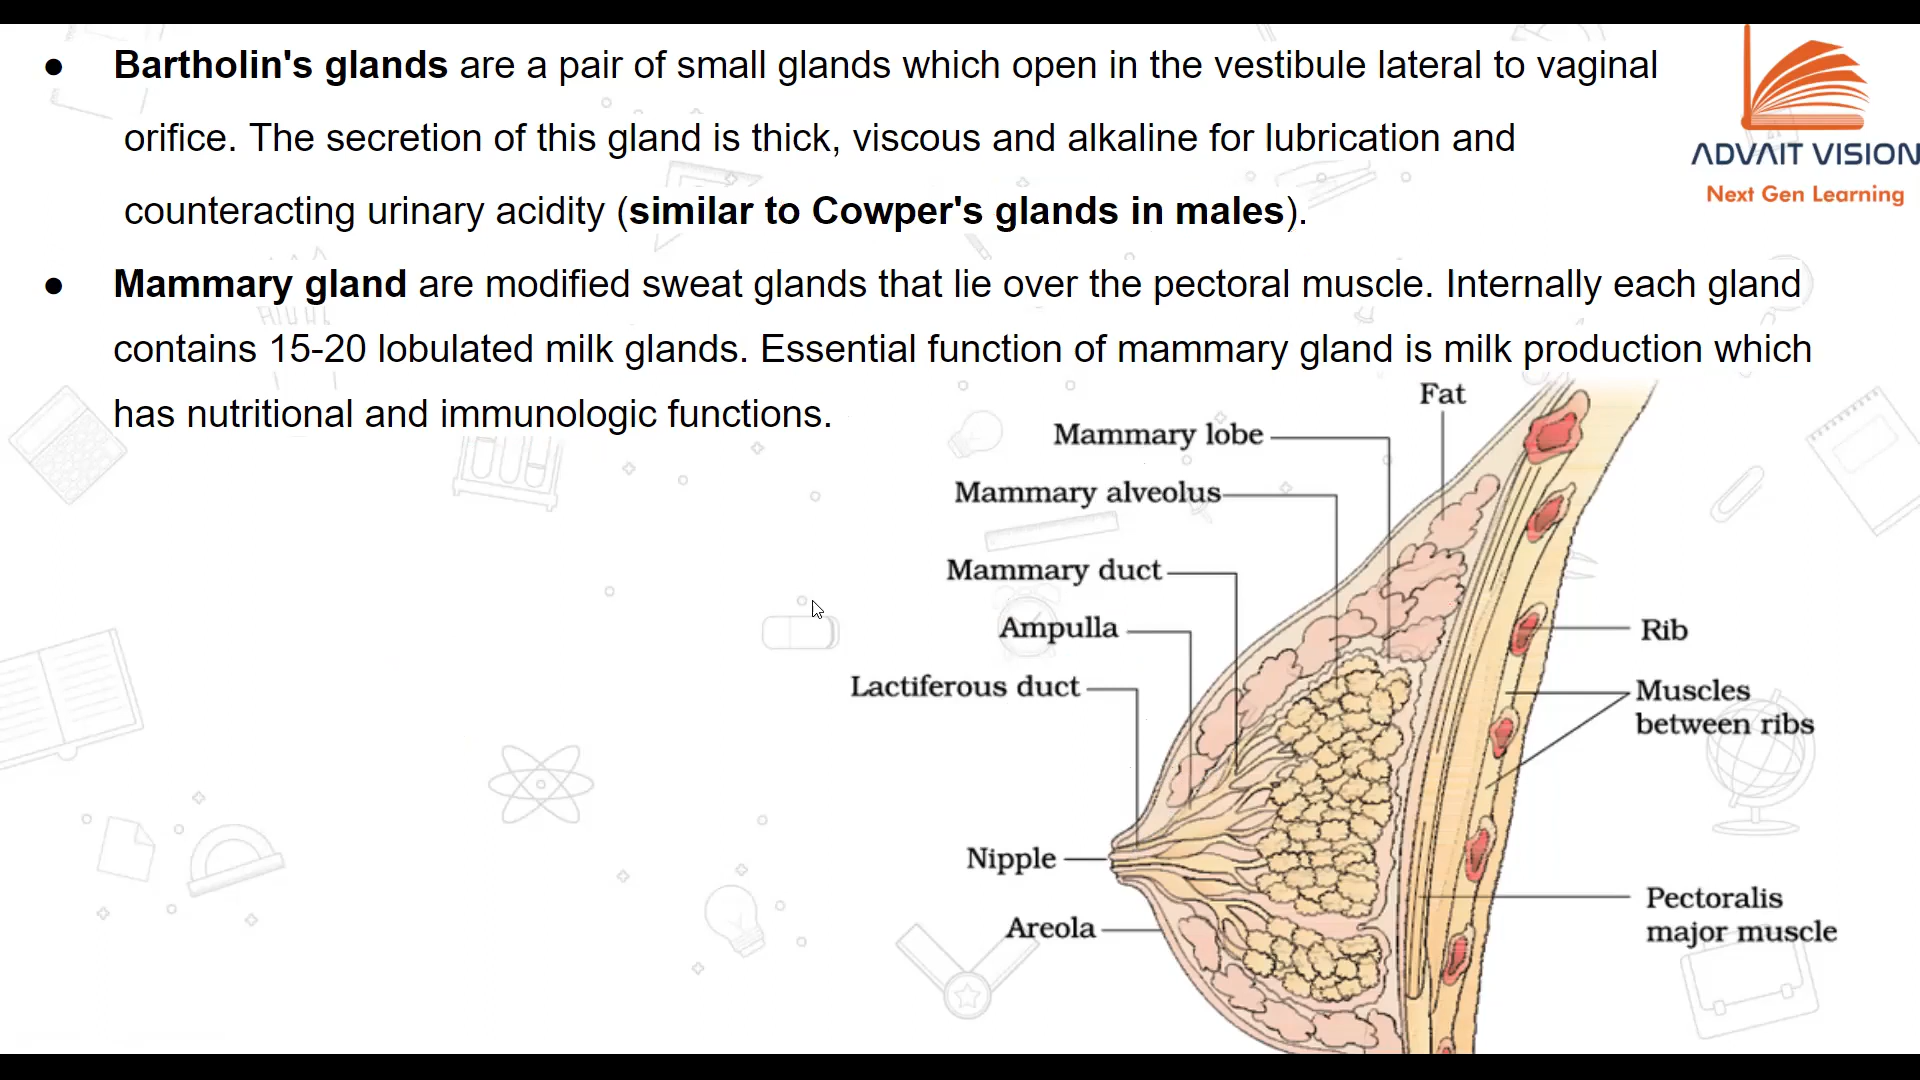 ● Bartholin's glands are a pair of small glands which open in the vestibule lateral to vaginal
orifice. The secretion of this gland is thick, viscous and alkaline for lubrication and
counteracting urinary acidity (similar to Cowper's glands in males).
● Mammary gland are modified sweat glands that lie over the pectoral muscle. Internally each gland
contains 15-20 lobulated milk glands. Essential function of mammary gland is milk production which
has nutritional and immunologic functions.
ADVAIT VISION
Next Gen Learning
Fat
Mammary lobe
Mammary alveolus
Mammary duct
Ampulla
Lactiferous duct
Nipple
Areola
Rib
Muscles
between ribs
Pectoralis
major muscle